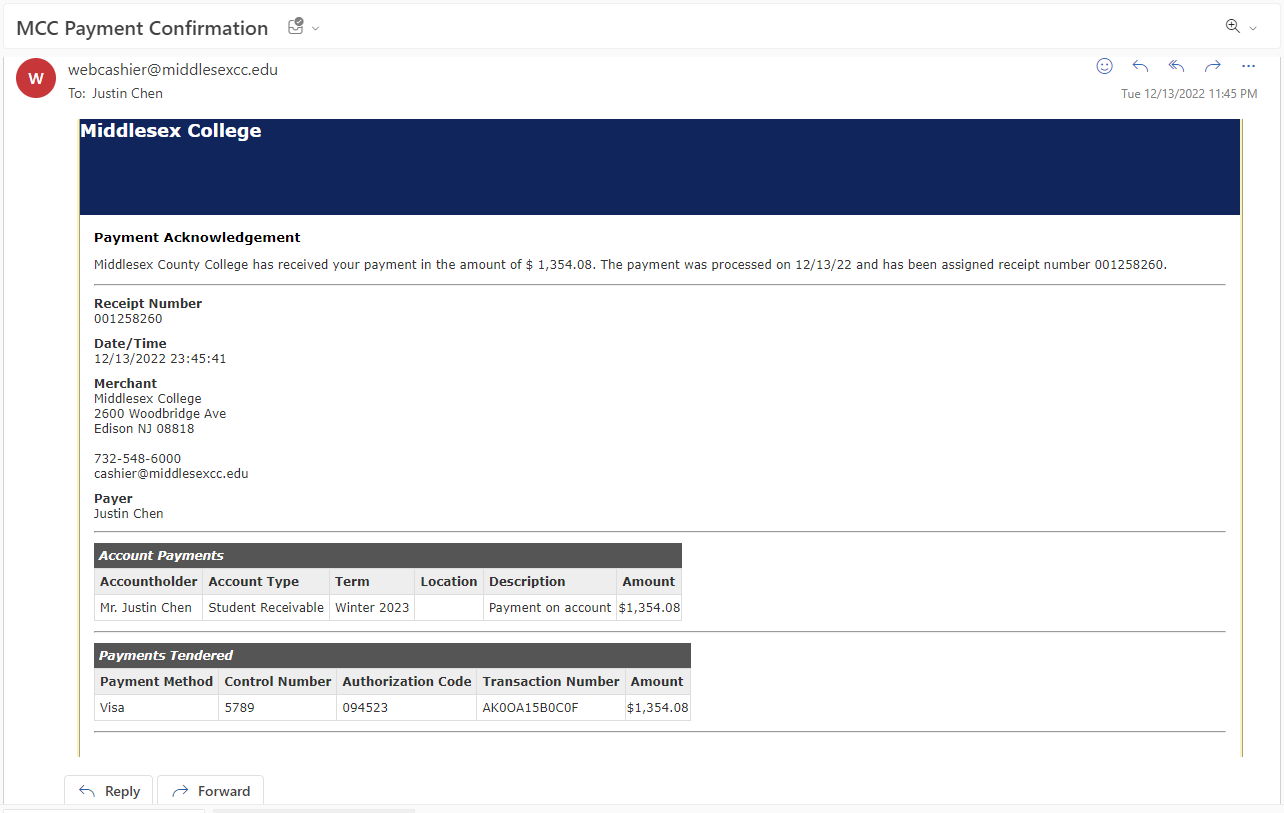 MCC Payment Confirmation
W
webcashier@middlesexcc.edu
To: Justin Chen
Tue 12/13/2022 11:45 PM
Middlesex College
Payment Acknowledgement
Middlesex County College has received your payment in the amount of $ 1,354.08. The payment was processed on 12/13/22 and has been assigned receipt number 001258260.
Receipt Number
001258260
Date/Time
12/13/2022 23:45:41
Merchant
Middlesex College
2600 Woodbridge Ave
Edison NJ 08818
732-548-6000
cashier@middlesexcc.edu
Payer
Justin Chen
Account Payments
Accountholder Account Type Term Location Description Amount
Mr. Justin Chen Student Receivable Winter 2023 Payment on account $1,354.08
Payments Tendered
Payment Method Control Number Authorization Code Transaction Number Amount
Visa 5789 094523 AK0OA15B0C0F $1,354.08
Reply Forward